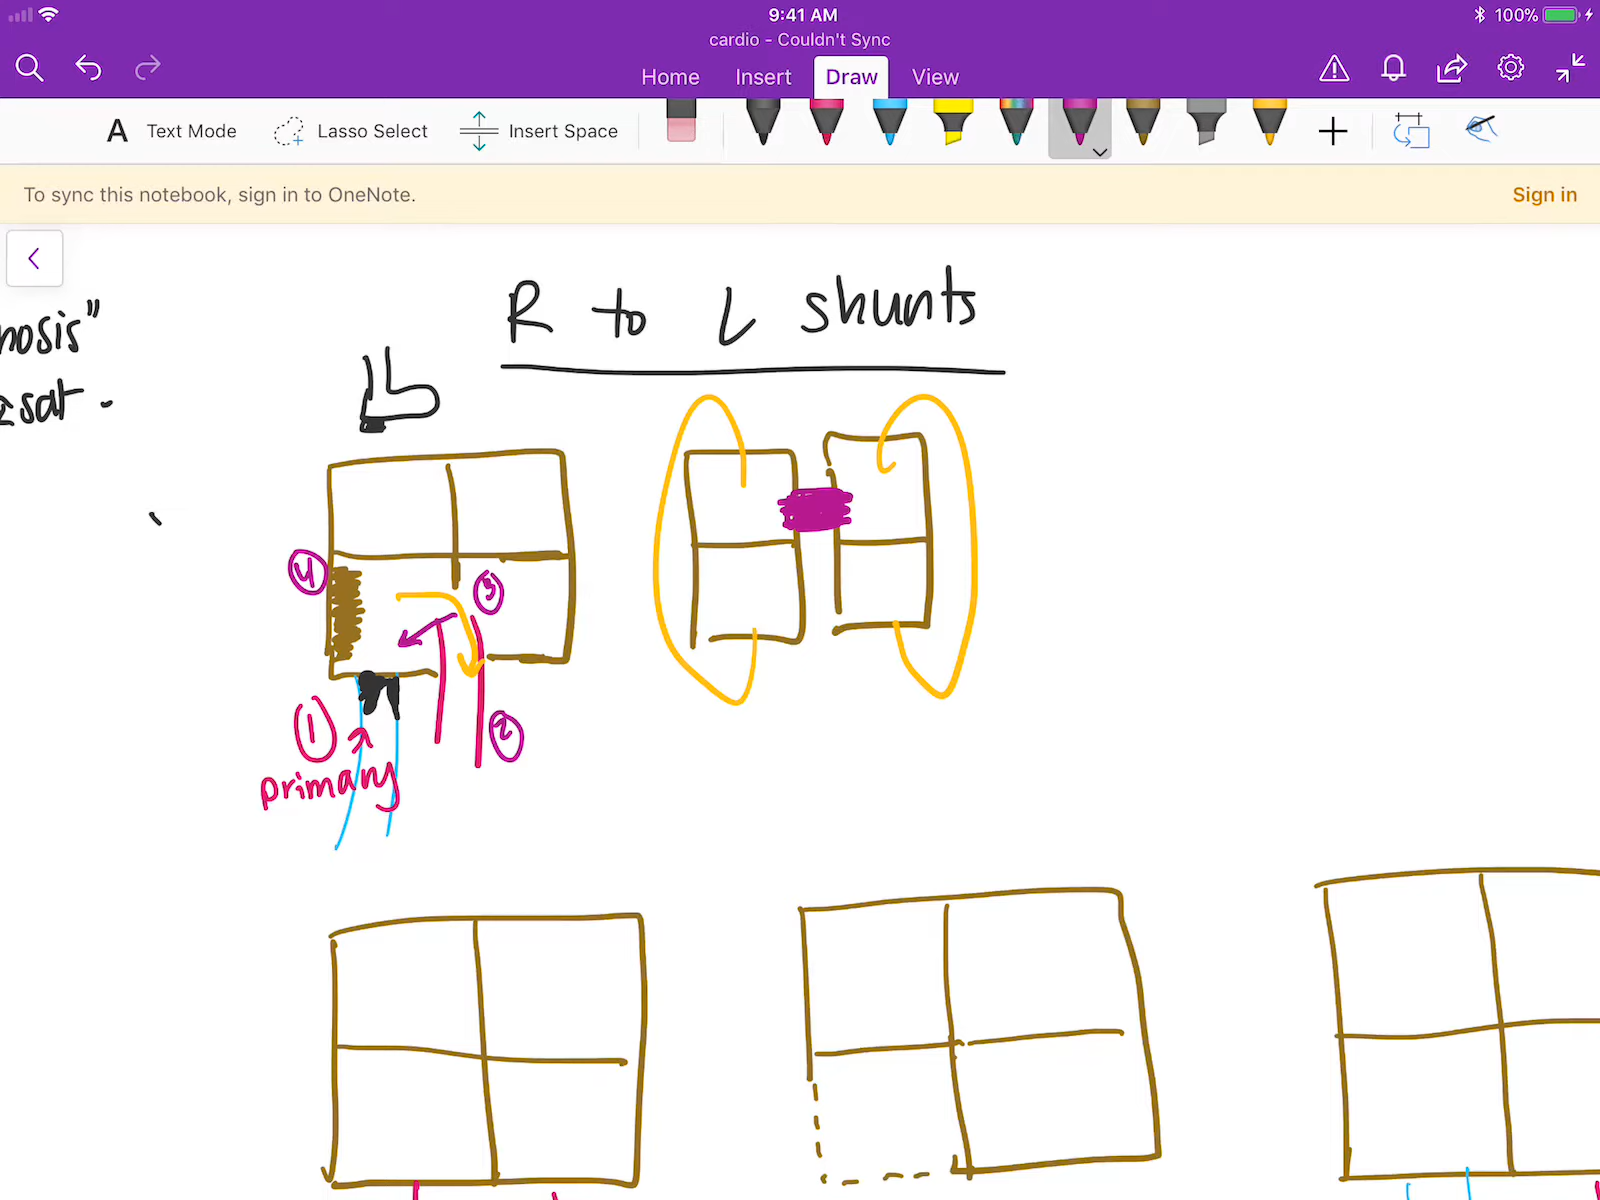 9:41 AM
100%
cardio - Couldn't Sync
Home Insert Draw View
A Text Mode Lasso Select Insert Space
To sync this notebook, sign in to OneNote. Sign in
R to L shunts
nosis"
sat -
4
3
1
2
primary